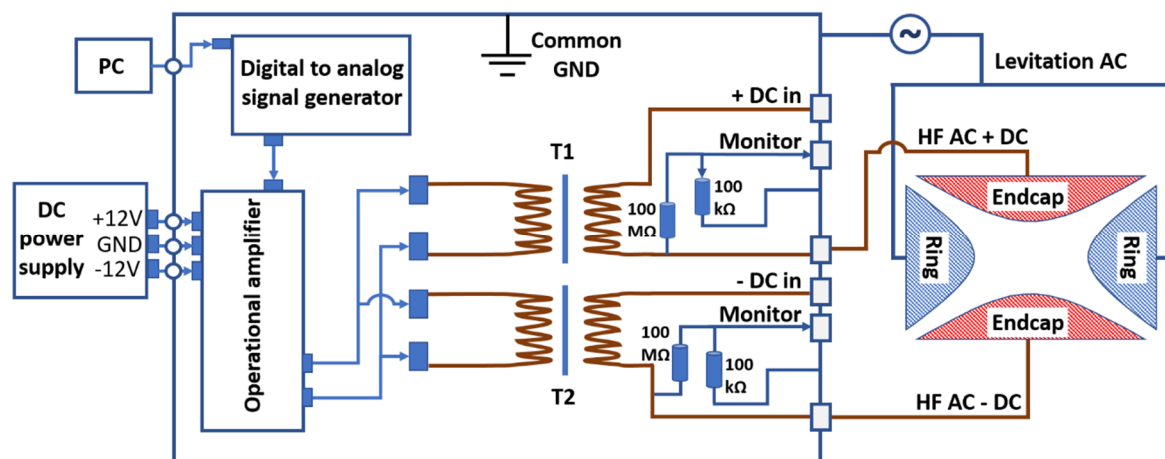 PC
Digital to analog
signal generator
Common
GND
Levitation AC
+ DC in
Monitor
HF AC + DC
T1
100
MΩ
100
kΩ
DC
power
supply
+12V
GND
-12V
Operational amplifier
Endcap
Ring
Ring
Endcap
- DC in
Monitor
100
MΩ
100
kΩ
T2
HF AC - DC